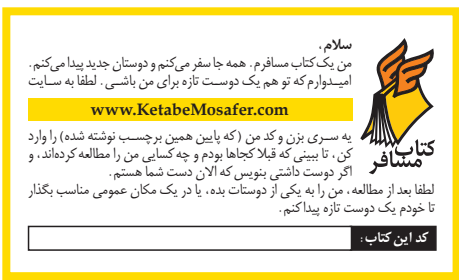 سلام،
من یک کتاب مسافرم. همه جا سفر می‌کنم و دوستان جدید پیدا می‌کنم.
امیدوارم که تو هم یک دوست تازه برای من باشی. لطفا به سایت
www.KetabeMosafer.com
یه سری بزن و کد من (که پایین همین برچسب نوشته شده) را وارد
کن، تا ببینی که قبلا کجاها بودم و چه کسایی من را مطالعه کرده‌اند، و
اگر دوست داشتی بنویس که الان دست شما هستم.
لطفا بعد از مطالعه، من را به یکی از دوستات بده، یا در یک مکان عمومی مناسب بگذار
تا خودم یک دوست تازه پیدا کنم.
کتاب
مسافر
کد این کتاب: